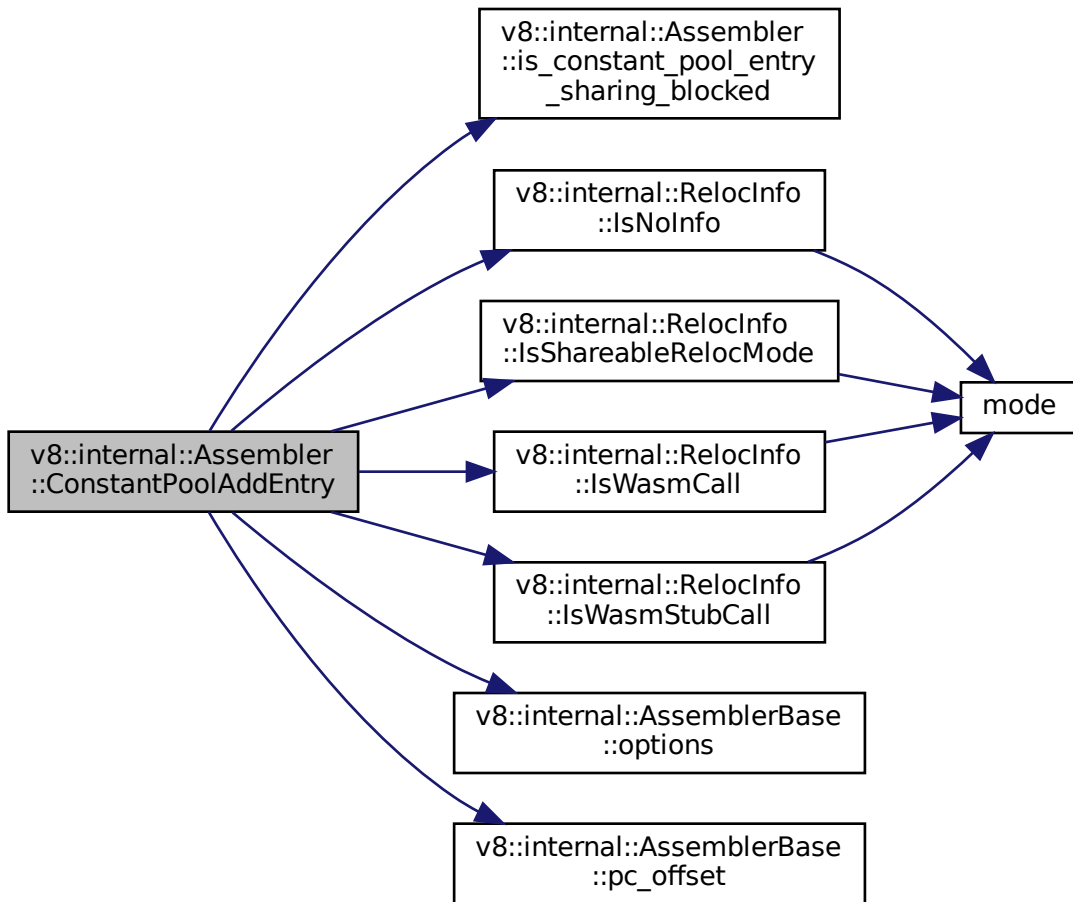 v8::internal::Assembler
::ConstantPoolAddEntry
v8::internal::Assembler
::is_constant_pool_entry
_sharing_blocked
v8::internal::RelocInfo
::IsNoInfo
v8::internal::RelocInfo
::IsShareableRelocMode
v8::internal::RelocInfo
::IsWasmCall
v8::internal::RelocInfo
::IsWasmStubCall
v8::internal::AssemblerBase
::options
v8::internal::AssemblerBase
::pc_offset
mode